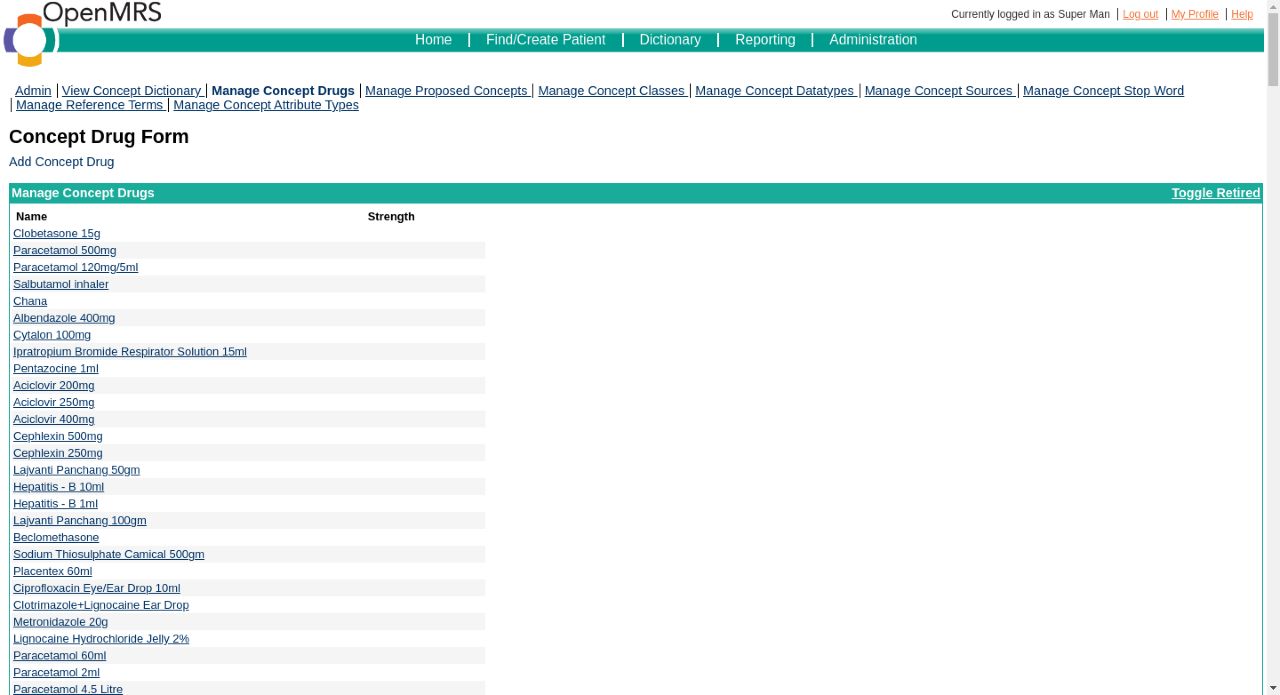 OpenMRS
Currently logged in as Super Man Log out My Profile Help
Home Find/Create Patient Dictionary Reporting Administration
Admin View Concept Dictionary Manage Concept Drugs Manage Proposed Concepts Manage Concept Classes Manage Concept Datatypes Manage Concept Sources Manage Concept Stop Word
Manage Reference Terms Manage Concept Attribute Types
Concept Drug Form
Add Concept Drug
Manage Concept Drugs Toggle Retired
Name Strength
Clobetasone 15g
Paracetamol 500mg
Paracetamol 120mg/5ml
Salbutamol inhaler
Chana
Albendazole 400mg
Cytalon 100mg
Ipratropium Bromide Respirator Solution 15ml
Pentazocine 1ml
Aciclovir 200mg
Aciclovir 250mg
Aciclovir 400mg
Cephlexin 500mg
Cephlexin 250mg
Lajvanti Panchang 50gm
Hepatitis - B 10ml
Hepatitis - B 1ml
Lajvanti Panchang 100gm
Beclomethasone
Sodium Thiosulphate Camical 500gm
Placentex 60ml
Ciprofloxacin Eye/Ear Drop 10ml
Clotrimazole+Lignocaine Ear Drop
Metronidazole 20g
Lignocaine Hydrochloride Jelly 2%
Paracetamol 60ml
Paracetamol 2ml
Paracetamol 4.5 Litre